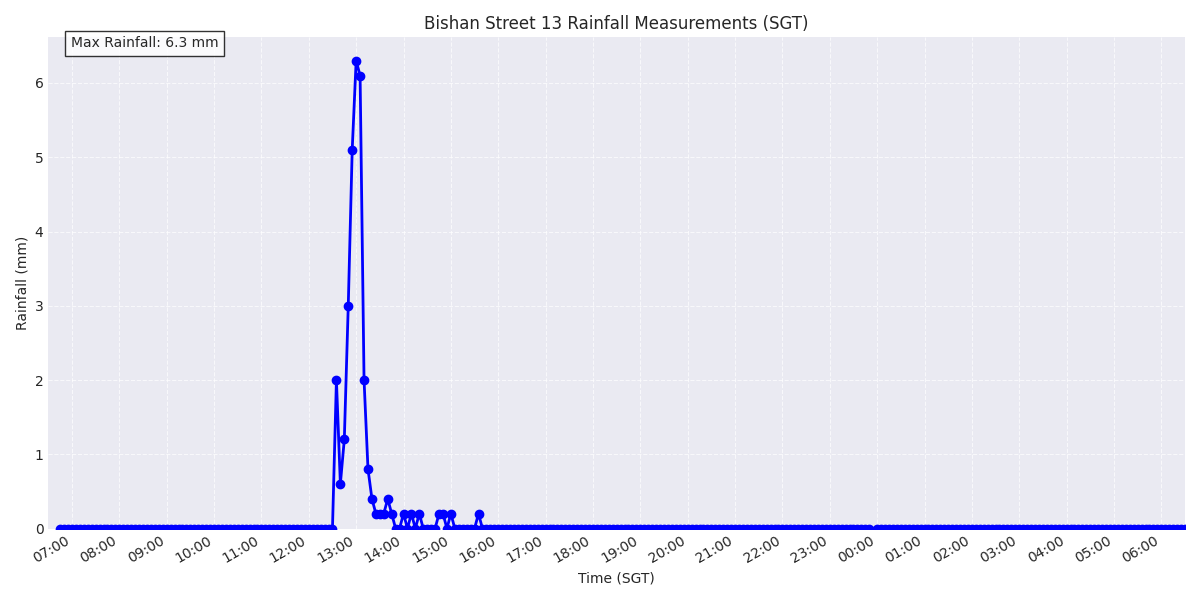 Bishan Street 13 Rainfall Measurements (SGT)
Max Rainfall: 6.3 mm
Rainfall (mm)
6
5
4
3
2
1
0
07:00 08:00 09:00 10:00 11:00 12:00 13:00 14:00 15:00 16:00 17:00 18:00 19:00 20:00 21:00 22:00 23:00 00:00 01:00 02:00 03:00 04:00 05:00 06:00
Time (SGT)